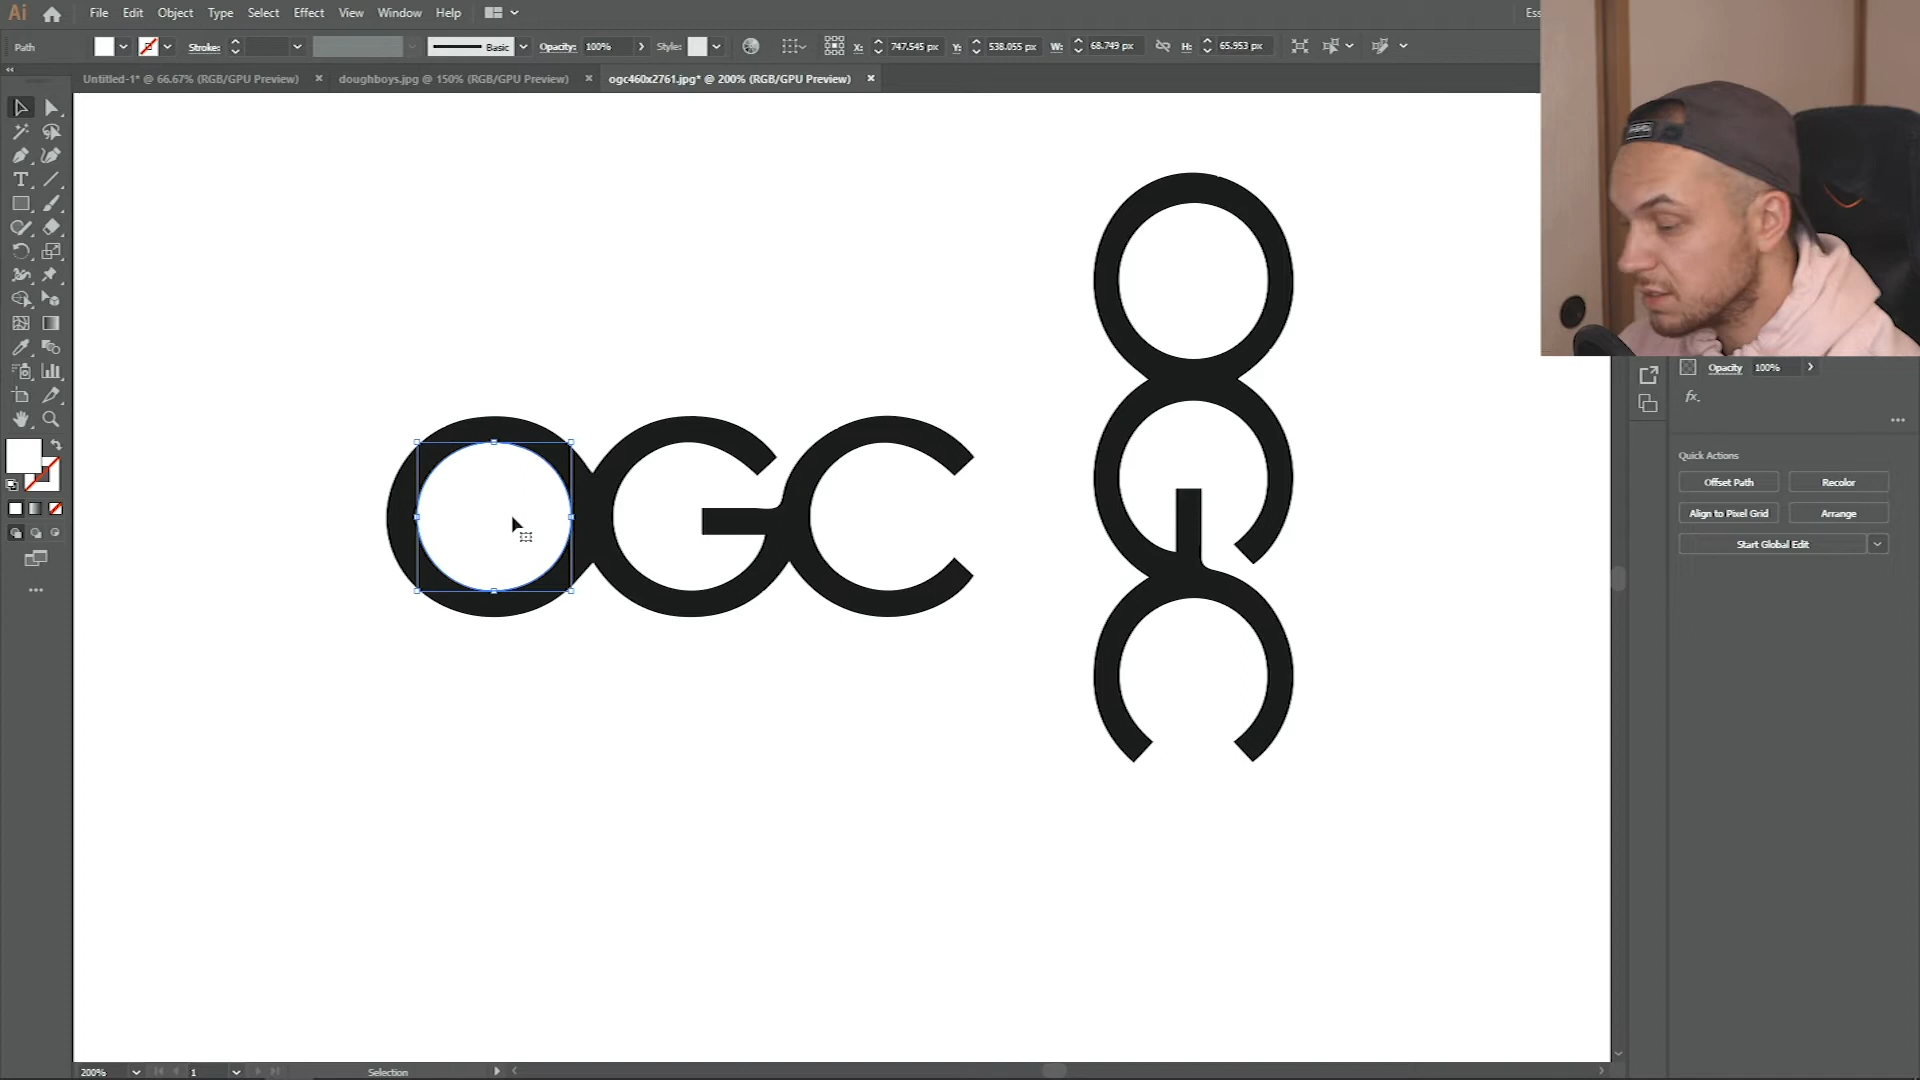 Ai File Edit Object Type Select Effect View Window Help Ess
Path Stroke: Basic Opacity: 100% Style: X: 747.545 px Y: 538.055 px W: 68.749 px H: 65.953 px
Untitled-1* @ 66.67% (RGB/GPU Preview) × doughboys.jpg @ 150% (RGB/GPU Preview) × ogc460x2761.jpg* @ 200% (RGB/GPU Preview) ×
OGC
OGC
Opacity 100%
fx.
Quick Actions
Offset Path Recolor
Align to Pixel Grid Arrange
Start Global Edit
200% 1 Selection